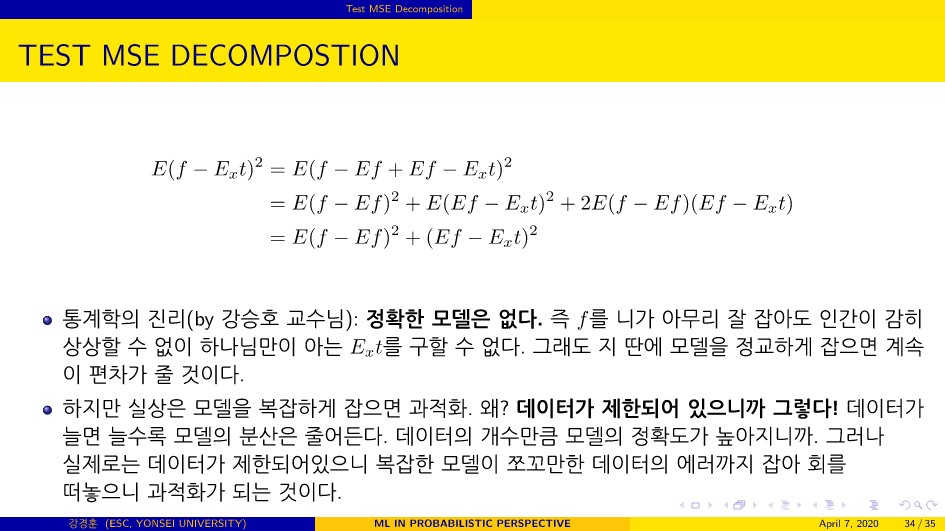 Test MSE Decomposition
TEST MSE DECOMPOSTION
E(f − Eₓt)² = E(f − Ef + Ef − Eₓt)²
= E(f − Ef)² + E(Ef − Eₓt)² + 2E(f − Ef)(Ef − Eₓt)
= E(f − Ef)² + (Ef − Eₓt)²
통계학의 진리(by 강승호 교수님): 정확한 모델은 없다. 즉 f를 니가 아무리 잘 잡아도 인간이 감히
상상할 수 없이 하나님만이 아는 Eₓt를 구할 수 없다. 그래도 지 딴에 모델을 정교하게 잡으면 계속
이 편차가 줄 것이다.
하지만 실상은 모델을 복잡하게 잡으면 과적화. 왜? 데이터가 제한되어 있으니까 그렇다! 데이터가
늘면 늘수록 모델의 분산은 줄어든다. 데이터의 개수만큼 모델의 정확도가 높아지니까. 그러나
실제로는 데이터가 제한되어있으니 복잡한 모델이 쪼꼬만한 데이터의 에러까지 잡아 회를
떠놓으니 과적화가 되는 것이다.
강경훈 (ESC, YONSEI UNIVERSITY) ML IN PROBABILISTIC PERSPECTIVE April 7, 2020 34 / 35